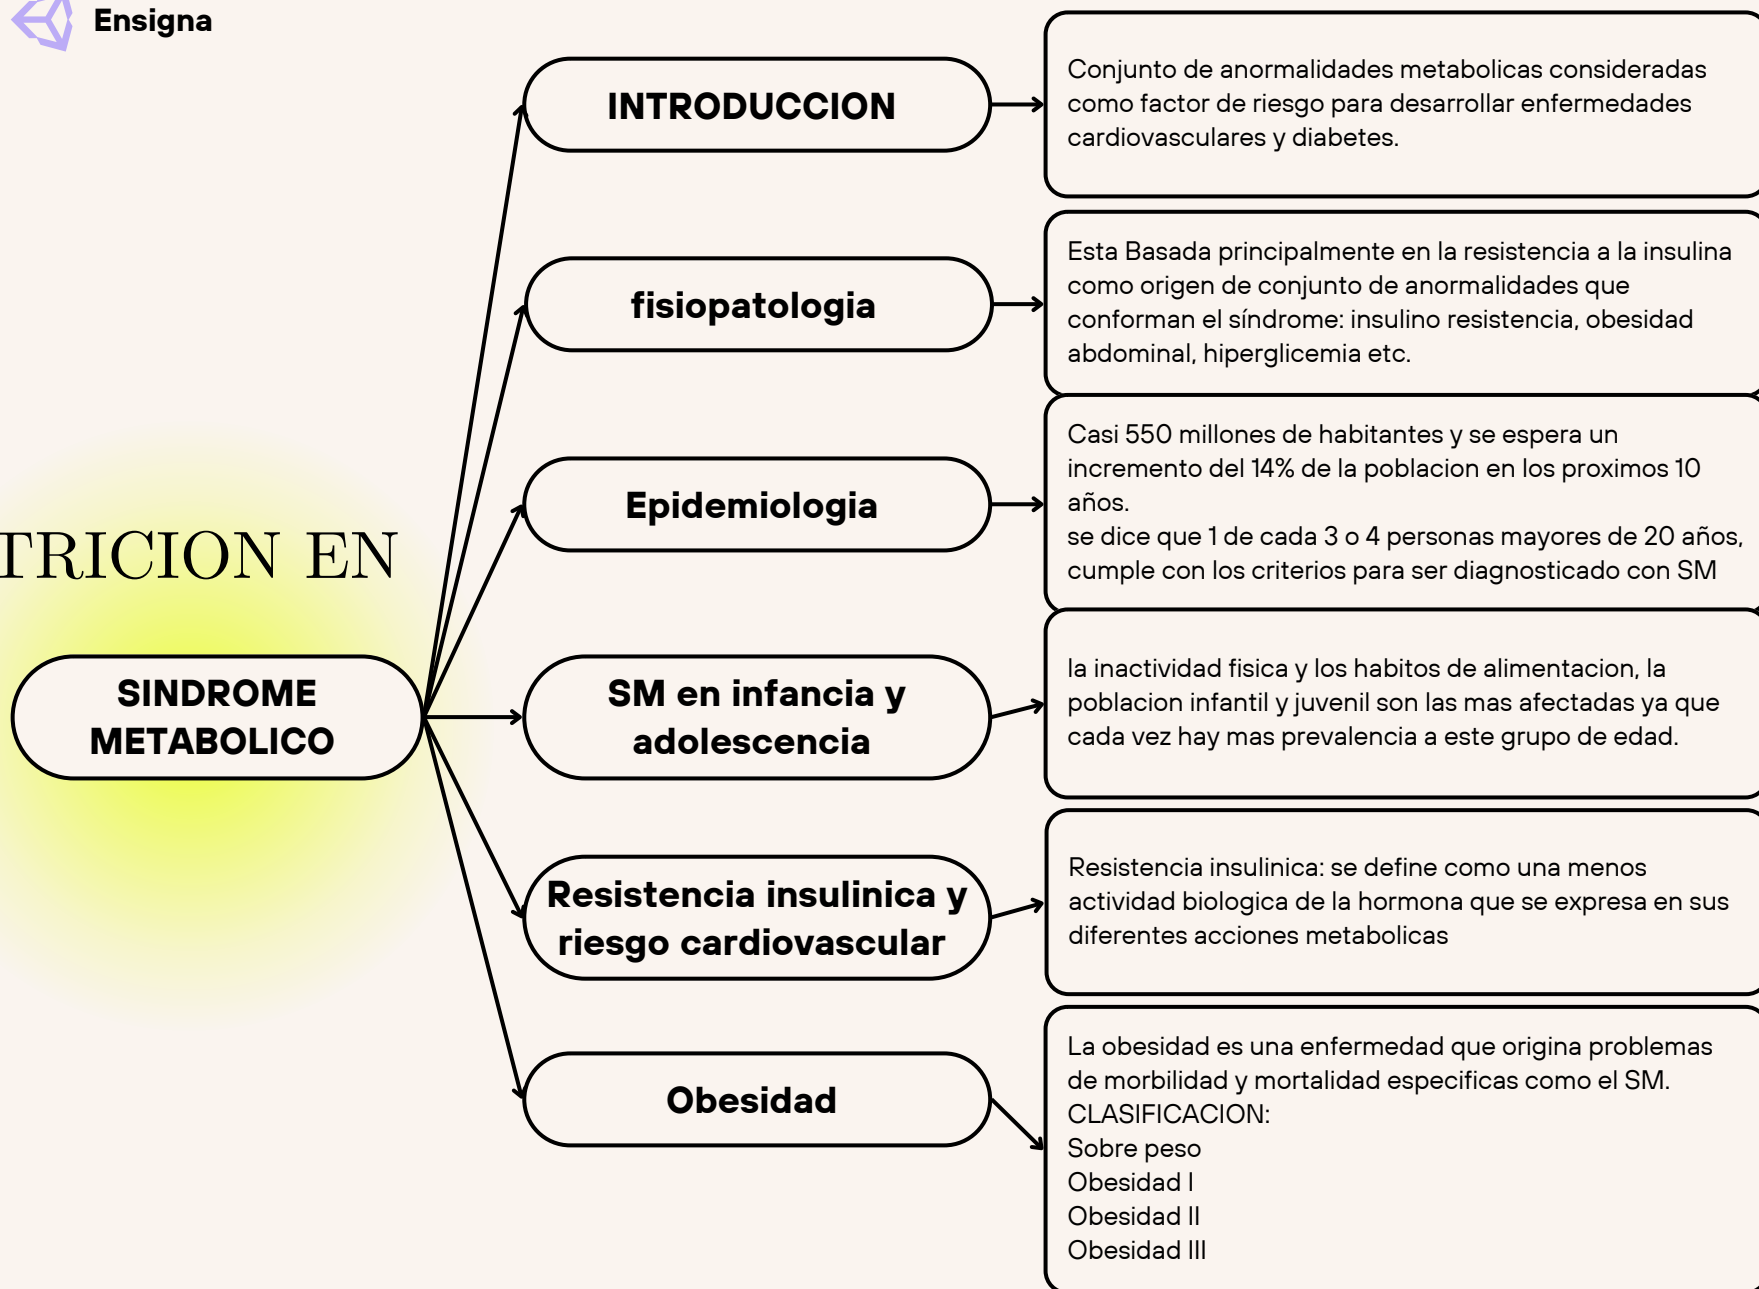 Ensigna
TRICION EN
SINDROME
METABOLICO
INTRODUCCION
Conjunto de anormalidades metabolicas consideradas
como factor de riesgo para desarrollar enfermedades
cardiovasculares y diabetes.
fisiopatologia
Esta Basada principalmente en la resistencia a la insulina
como origen de conjunto de anormalidades que
conforman el síndrome: insulino resistencia, obesidad
abdominal, hiperglicemia etc.
Epidemiologia
Casi 550 millones de habitantes y se espera un
incremento del 14% de la poblacion en los proximos 10
años.
se dice que 1 de cada 3 o 4 personas mayores de 20 años,
cumple con los criterios para ser diagnosticado con SM
SM en infancia y
adolescencia
la inactividad fisica y los habitos de alimentacion, la
poblacion infantil y juvenil son las mas afectadas ya que
cada vez hay mas prevalencia a este grupo de edad.
Resistencia insulinica y
riesgo cardiovascular
Resistencia insulinica: se define como una menos
actividad biologica de la hormona que se expresa en sus
diferentes acciones metabolicas
Obesidad
La obesidad es una enfermedad que origina problemas
de morbilidad y mortalidad especificas como el SM.
CLASIFICACION:
Sobre peso
Obesidad I
Obesidad II
Obesidad III